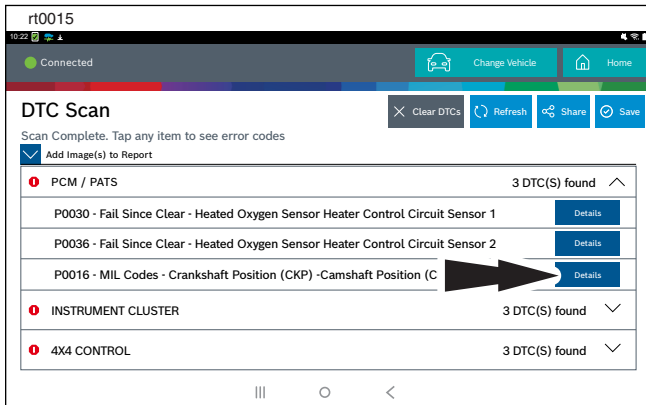 rt0015
10:22
Connected
Change Vehicle
Home
DTC Scan
Clear DTCs
Refresh
Share
Save
Scan Complete. Tap any item to see error codes
Add Image(s) to Report
PCM / PATS
3 DTC(S) found
P0030 - Fail Since Clear - Heated Oxygen Sensor Heater Control Circuit Sensor 1
Details
P0036 - Fail Since Clear - Heated Oxygen Sensor Heater Control Circuit Sensor 2
Details
P0016 - MIL Codes - Crankshaft Position (CKP) -Camshaft Position (C
Details
INSTRUMENT CLUSTER
3 DTC(S) found
4X4 CONTROL
3 DTC(S) found